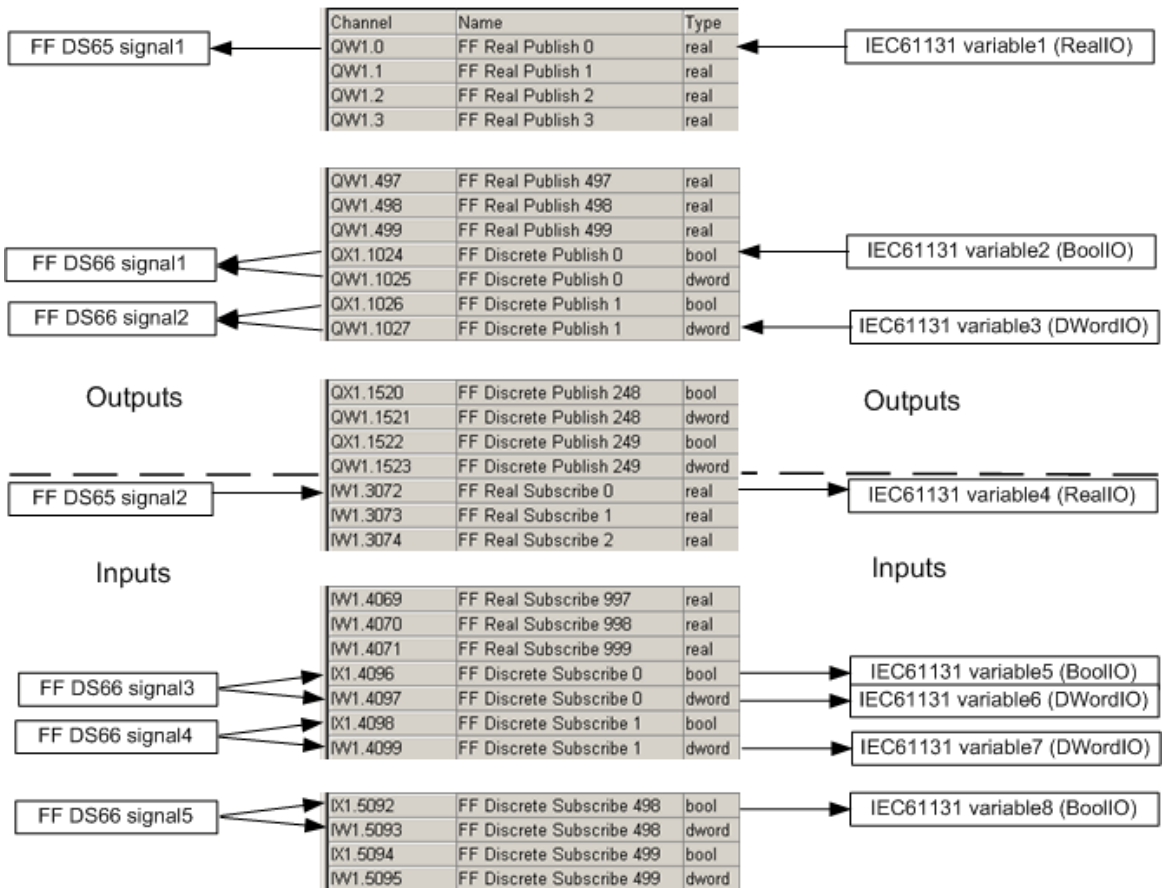 Channel Name Type
FF DS65 signal1 QW1.0 FF Real Publish 0 real IEC61131 variable1 (RealIO)
QW1.1 FF Real Publish 1 real
QW1.2 FF Real Publish 2 real
QW1.3 FF Real Publish 3 real
QW1.497 FF Real Publish 497 real
QW1.498 FF Real Publish 498 real
QW1.499 FF Real Publish 499 real
FF DS66 signal1 QX1.1024 FF Discrete Publish 0 bool IEC61131 variable2 (BoolIO)
QW1.1025 FF Discrete Publish 0 dword
FF DS66 signal2 QX1.1026 FF Discrete Publish 1 bool
QW1.1027 FF Discrete Publish 1 dword IEC61131 variable3 (DWordIO)
Outputs QX1.1520 FF Discrete Publish 248 bool Outputs
QW1.1521 FF Discrete Publish 248 dword
QX1.1522 FF Discrete Publish 249 bool
QW1.1523 FF Discrete Publish 249 dword
FF DS65 signal2 IW1.3072 FF Real Subscribe 0 real IEC61131 variable4 (RealIO)
IW1.3073 FF Real Subscribe 1 real
IW1.3074 FF Real Subscribe 2 real
Inputs Inputs
IW1.4069 FF Real Subscribe 997 real
IW1.4070 FF Real Subscribe 998 real
IW1.4071 FF Real Subscribe 999 real
FF DS66 signal3 IX1.4096 FF Discrete Subscribe 0 bool IEC61131 variable5 (BoolIO)
IW1.4097 FF Discrete Subscribe 0 dword IEC61131 variable6 (DWordIO)
FF DS66 signal4 IX1.4098 FF Discrete Subscribe 1 bool
IW1.4099 FF Discrete Subscribe 1 dword IEC61131 variable7 (DWordIO)
FF DS66 signal5 IX1.5092 FF Discrete Subscribe 498 bool IEC61131 variable8 (BoolIO)
IW1.5093 FF Discrete Subscribe 498 dword
IX1.5094 FF Discrete Subscribe 499 bool
IW1.5095 FF Discrete Subscribe 499 dword